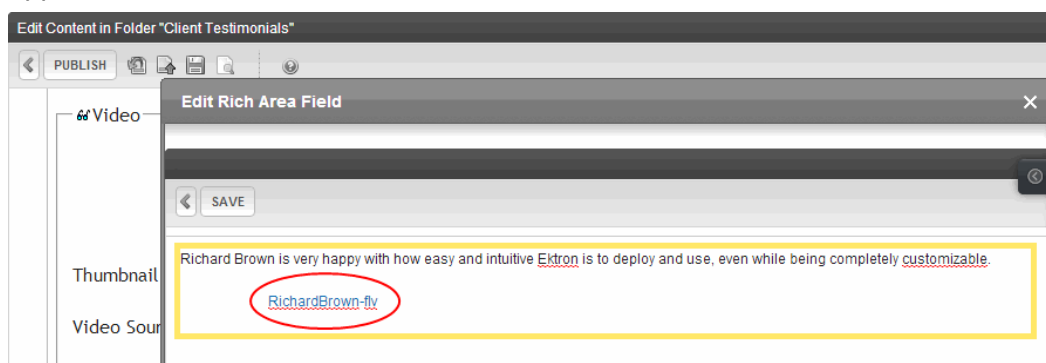 Edit Content in Folder "Client Testimonials"
PUBLISH
Edit Rich Area Field
Video
SAVE
Richard Brown is very happy with how easy and intuitive Ektron is to deploy and use, even while being completely customizable.
Thumbnail
RichardBrown-flv
Video Sour